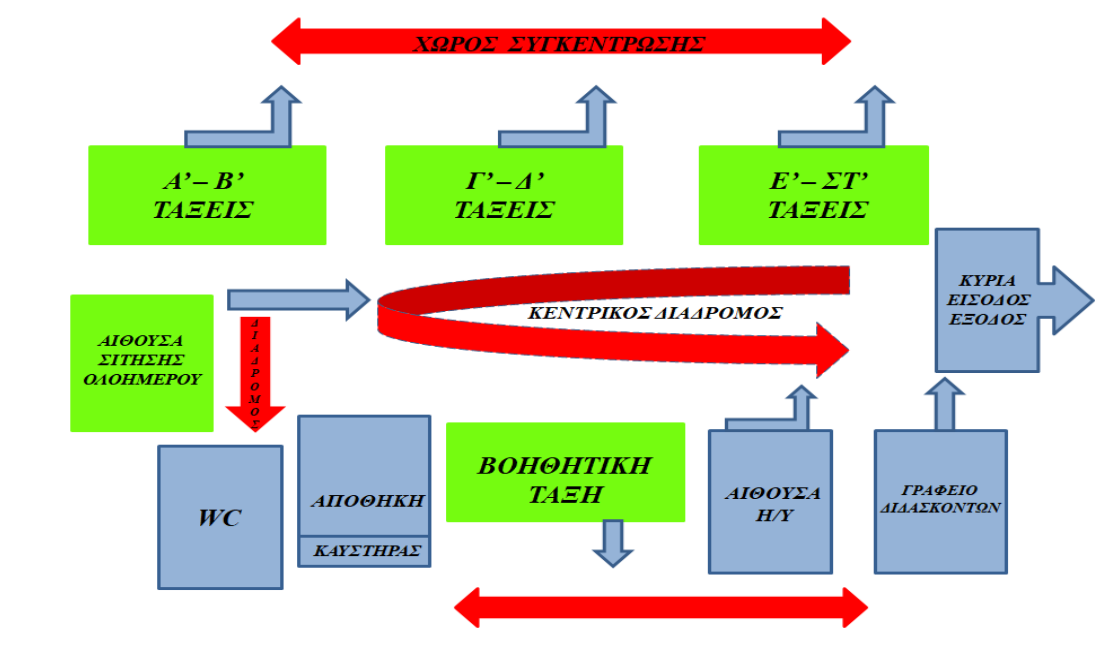 ΧΩΡΟΣ ΣΥΓΚΕΝΤΡΩΣΗΣ
Α’ – Β’
ΤΑΞΕΙΣ
Γ’ – Δ’
ΤΑΞΕΙΣ
Ε’ – ΣΤ’
ΤΑΞΕΙΣ
ΚΥΡΙΑ
ΕΙΣΟΔΟΣ
ΕΞΟΔΟΣ
ΚΕΝΤΡΙΚΟΣ ΔΙΑΔΡΟΜΟΣ
ΑΙΘΟΥΣΑ
ΣΙΤΗΣΗΣ
ΟΛΟΗΜΕΡΟΥ
ΔΙΑΔΡΟΜΟΣ
WC
ΑΠΟΘΗΚΗ
ΚΑΥΣΤΗΡΑΣ
ΒΟΗΘΗΤΙΚΗ
ΤΑΞΗ
ΑΙΘΟΥΣΑ
Η/Υ
ΓΡΑΦΕΙΟ
ΔΙΔΑΣΚΟΝΤΩΝ